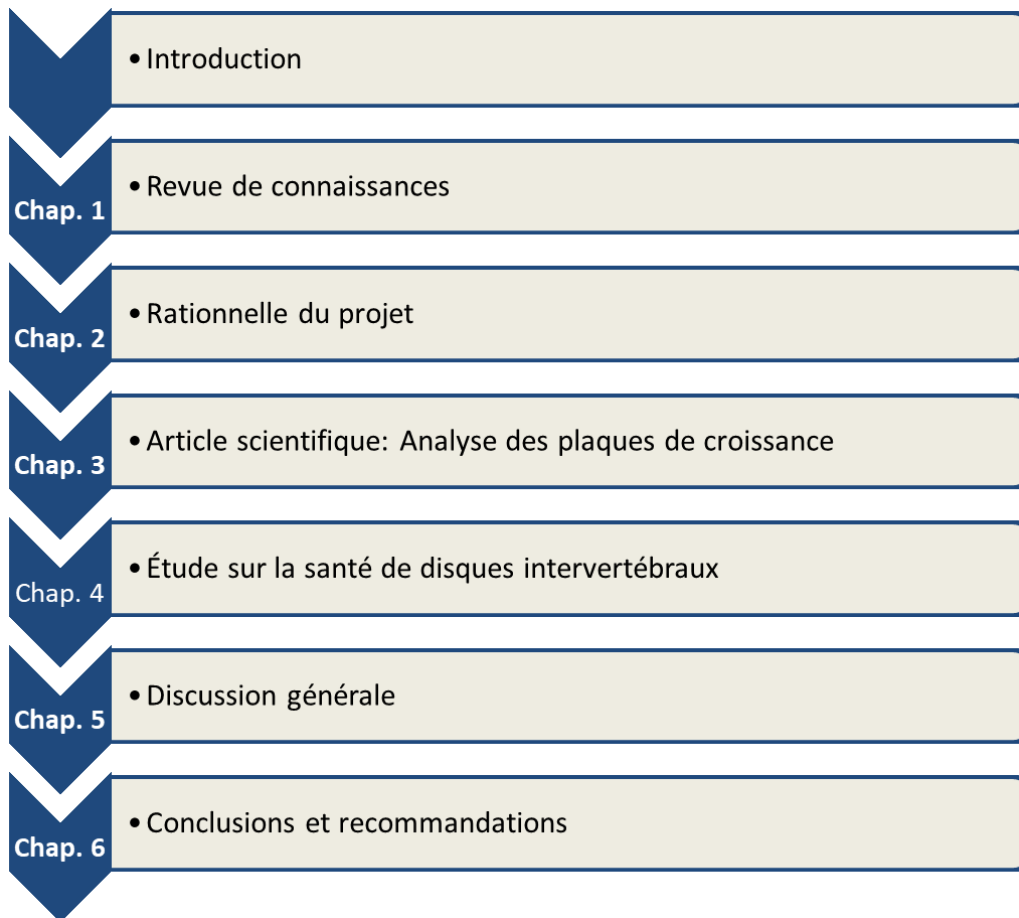 • Introduction
Chap. 1
• Revue de connaissances
Chap. 2
• Rationnelle du projet
Chap. 3
• Article scientifique: Analyse des plaques de croissance
Chap. 4
• Étude sur la santé de disques intervertébraux
Chap. 5
• Discussion générale
Chap. 6
• Conclusions et recommandations